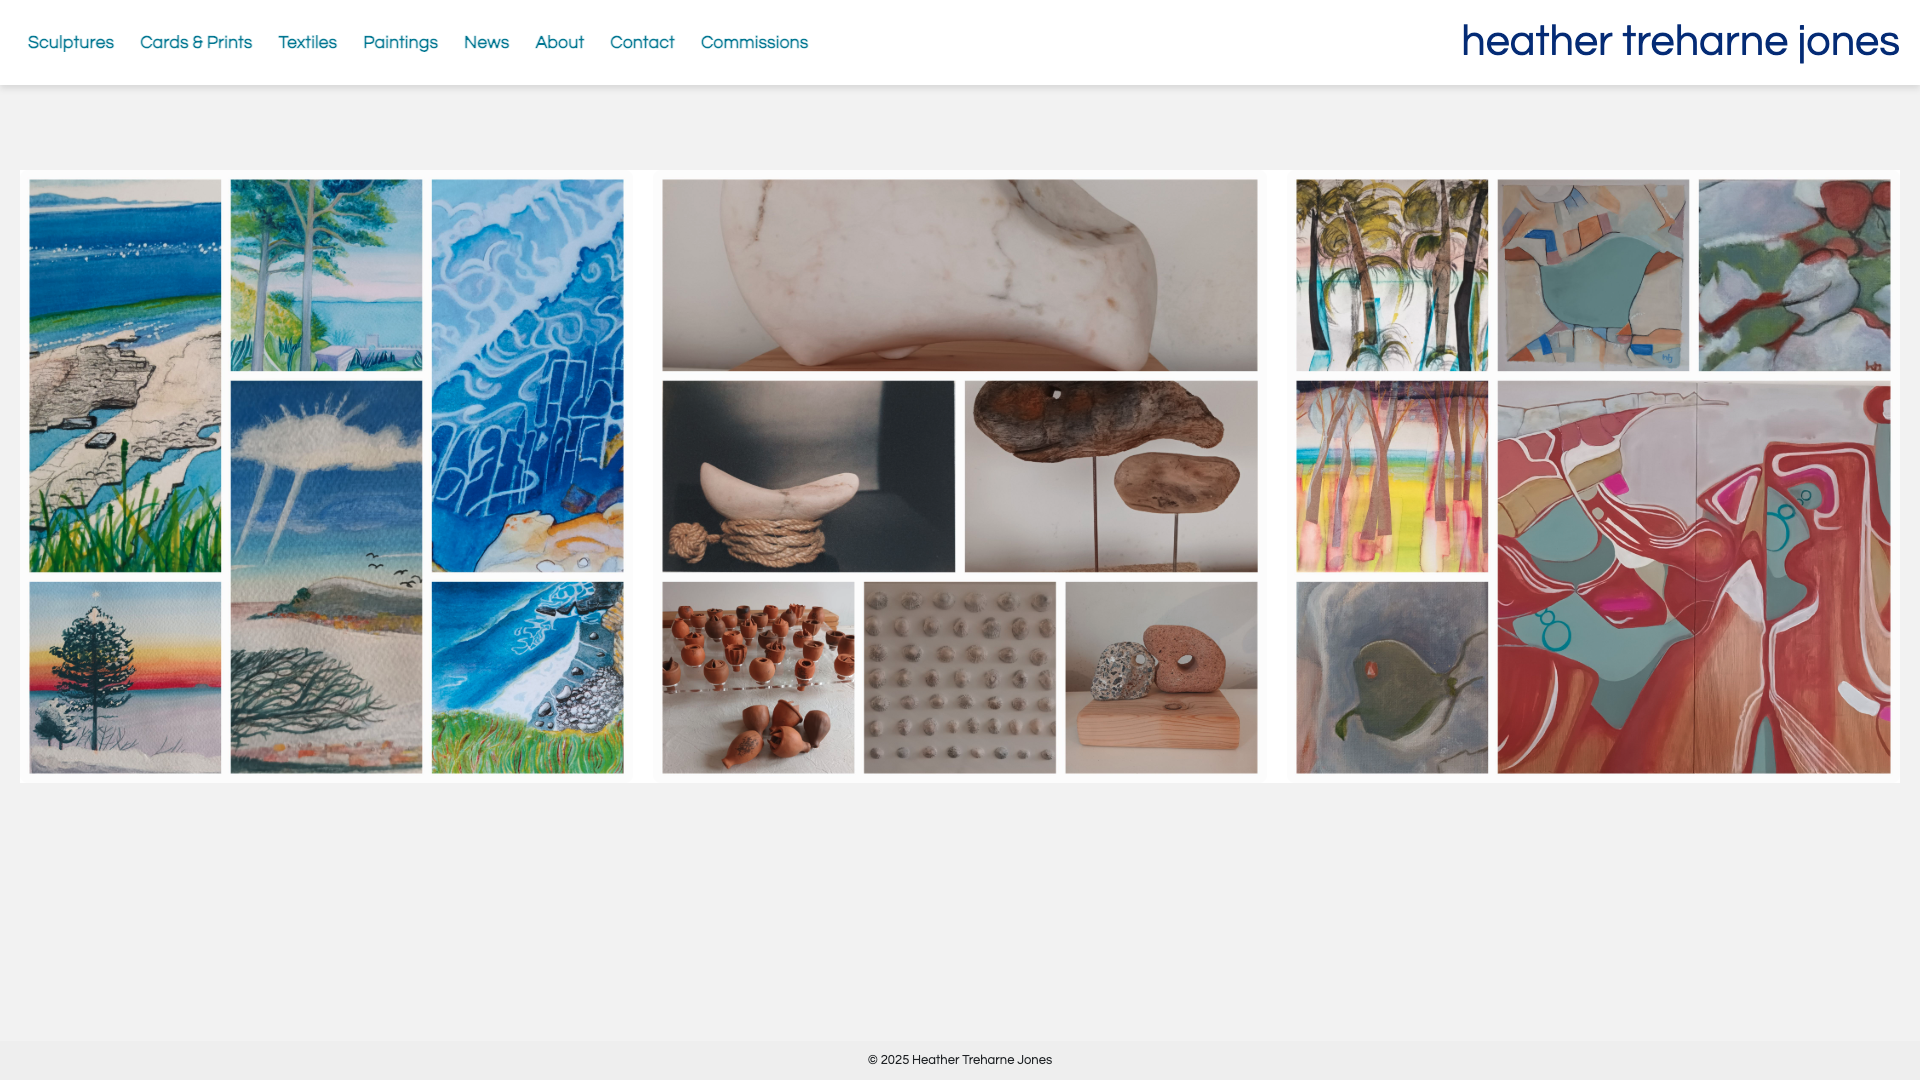 Sculptures Cards & Prints Textiles Paintings News About Contact Commissions
heather treharne jones
© 2025 Heather Treharne Jones